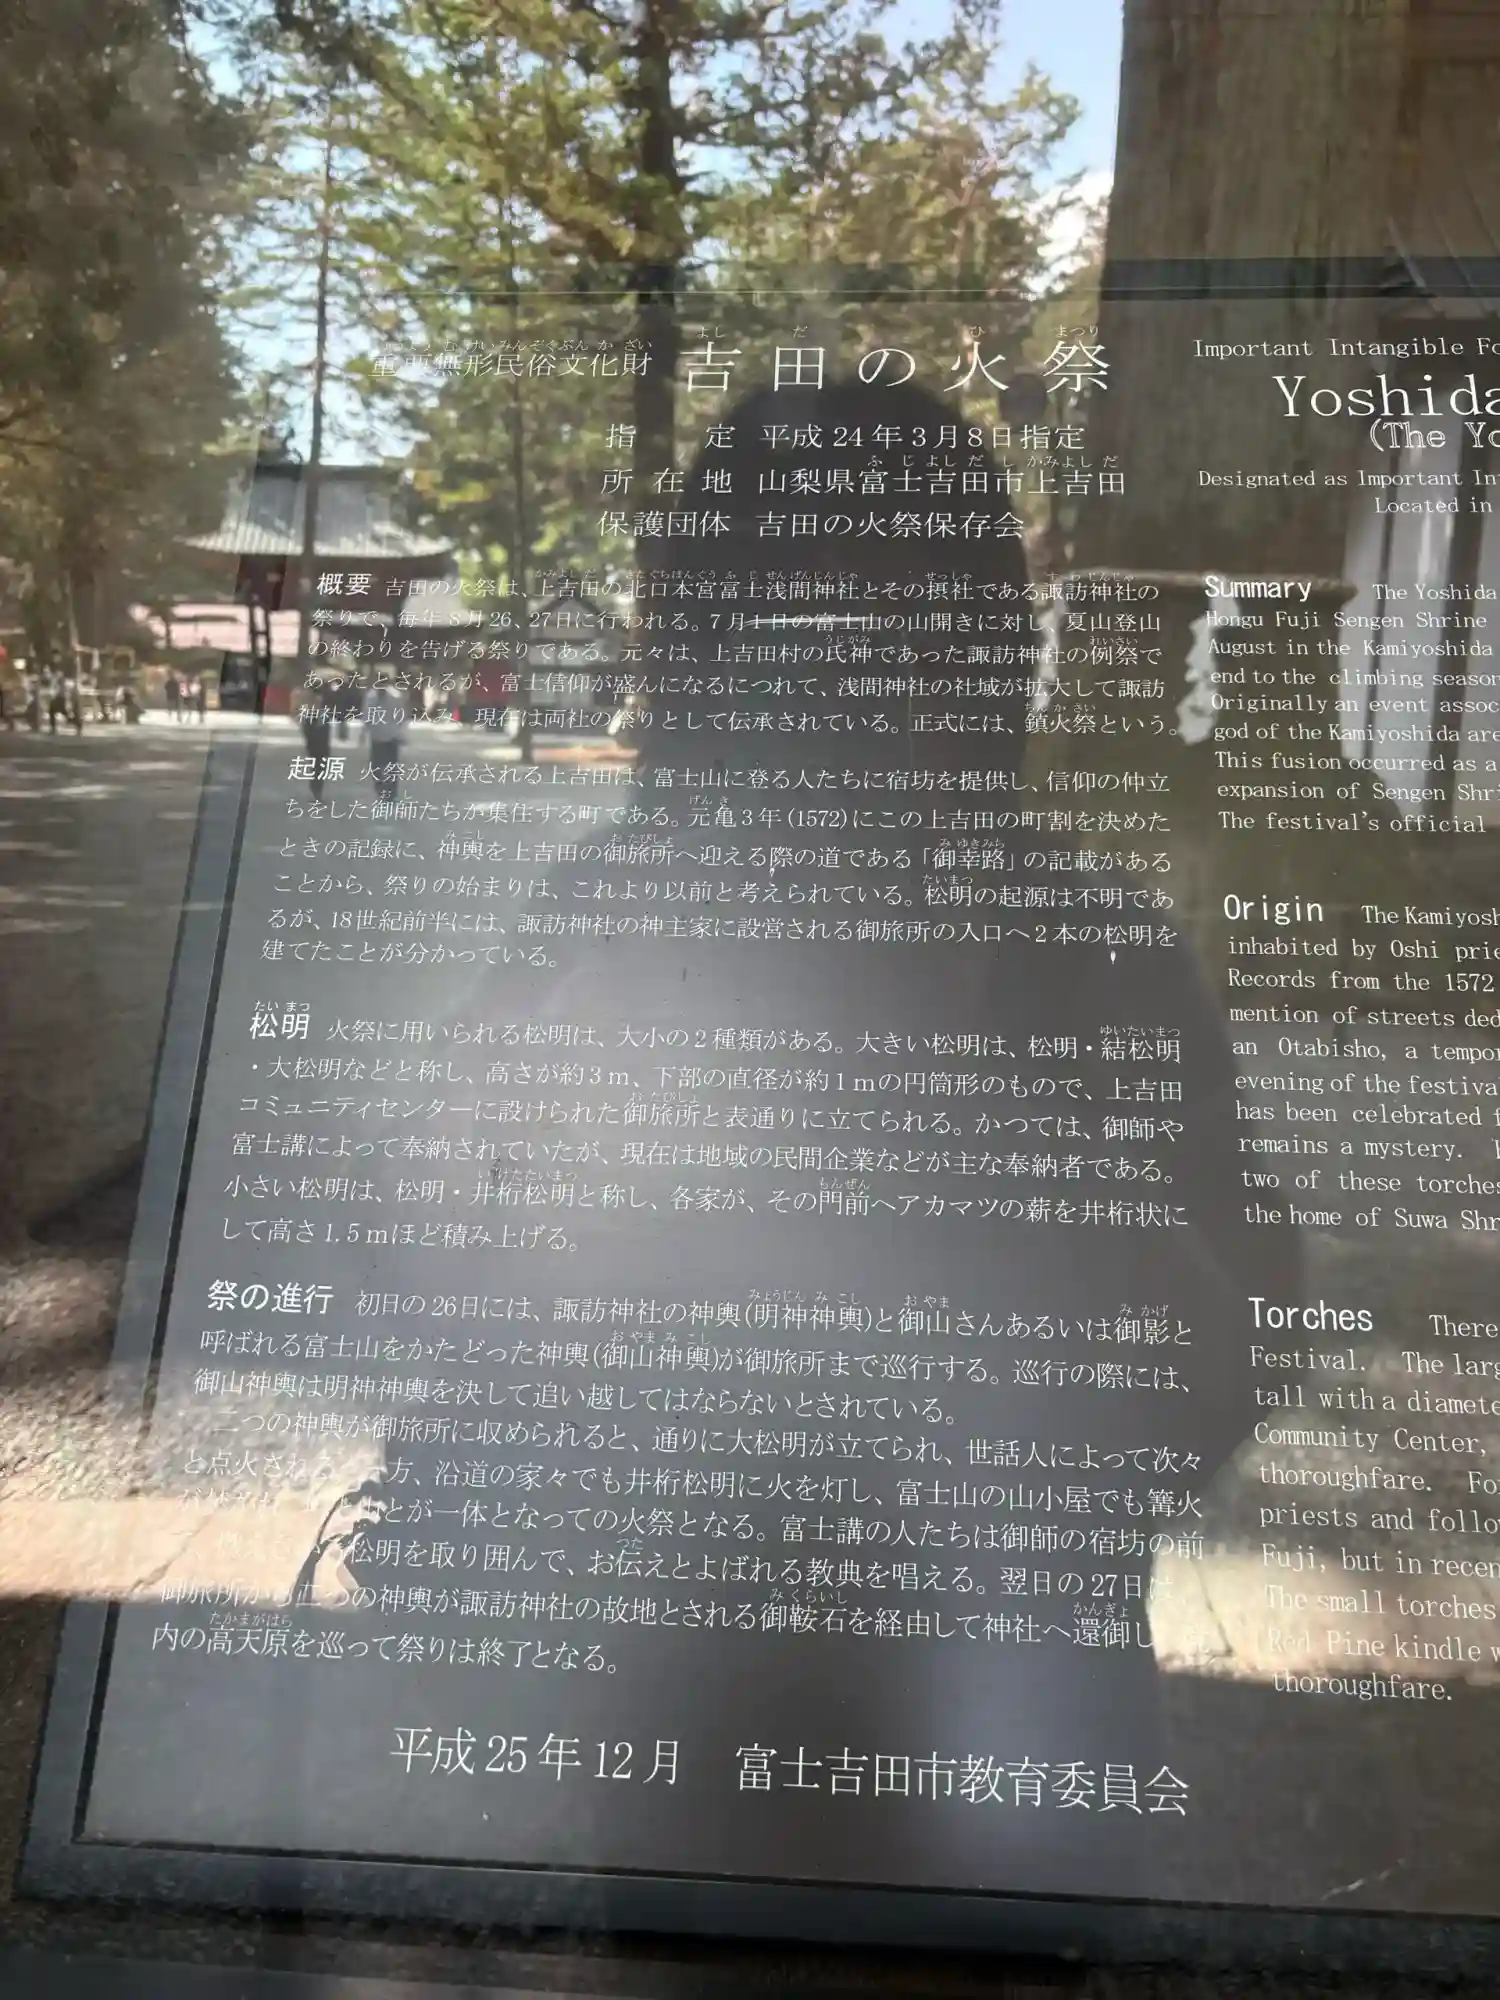 重要無形民俗文化財 吉田の火祭
指定 平成24年3月8日指定
所在地 山梨県富士吉田市上吉田
保護団体 吉田の火祭保存会
概要 吉田の火祭は、上吉田の北口本宮冨士浅間神社とその摂社である諏訪神社の
祭りで、毎年8月26、27日に行われる。7月1日の富士山の山開きに対し、夏山登山
の終わりを告げる祭りである。元々は、上吉田村の氏神であった諏訪神社の例祭で
あったとされるが、富士信仰が盛んになるにつれて、浅間神社の社域が拡大して諏訪
神社を取り込み、現在は両社の祭りとして伝承されている。正式には、鎮火祭という。
起源 火祭が伝承される上吉田は、富士山に登る人たちに宿坊を提供し、信仰の仲立
ちをした御師たちが集住する町である。元亀3年(1572)にこの上吉田の町割を決めた
ときの記録に、神輿を上吉田の御旅所へ迎える際の道である「御幸路」の記載がある
ことから、祭りの始まりは、これより以前と考えられている。松明の起源は不明であ
るが、18世紀前半には、諏訪神社の神主家に設営される御旅所の入口へ2本の松明を
建てたことが分かっている。
松明 火祭に用いられる松明は、大小の2種類がある。大きい松明は、松明・結松明
・大松明などと称し、高さが約3m、下部の直径が約1mの円筒形のもので、上吉田
コミュニティセンターに設けられた御旅所と表通りに立てられる。かつては、御師や
富士講によって奉納されていたが、現在は地域の民間企業などが主な奉納者である。
小さい松明は、松明・井桁松明と称し、各家が、その門前へアカマツの薪を井桁状に
して高さ1.5mほど積み上げる。
祭の進行 初日の26日には、諏訪神社の神輿(明神神輿)と御山さんあるいは御影と
呼ばれる富士山をかたどった神輿(御山神輿)が御旅所まで巡行する。巡行の際には、
御山神輿は明神神輿を決して追い越してはならないとされている。
二つの神輿が御旅所に収められると、通りに大松明が立てられ、世話人によって次々
と点火される 方、沿道の家々でも井桁松明に火を灯し、富士山の山小屋でも篝火
とが一体となっての火祭となる。富士講の人たちは御師の宿坊の前
松明を取り囲んで、お伝えとよばれる教典を唱える。翌日の27日は
御旅所から二つの神輿が諏訪神社の故地とされる御鞍石を経由して神社へ還御し
内の高天原を巡って祭りは終了となる。
平成25年12月 富士吉田市教育委員会
Important Intangible Fo
Yoshida
(The Yo
Designated as Important In
Located in
Summary The Yoshida
Hongu Fuji Sengen Shrine
August in the Kamiyoshida
end to the climbing season
Originally an event assoc
god of the Kamiyoshida are
This fusion occurred as a
expansion of Sengen Shri
The festival's official
Origin The Kamiyosh
inhabited by Oshi prie
Records from the 1572
mention of streets ded
an Otabisho, a tempor
evening of the festiva
has been celebrated f
remains a mystery.
two of these torches
the home of Suwa Shr
Torches There
Festival. The larg
tall with a diamete
Community Center,
thoroughfare. Fo
priests and follo
Fuji, but in recen
The small torches
Red Pine kindle w
thoroughfare.